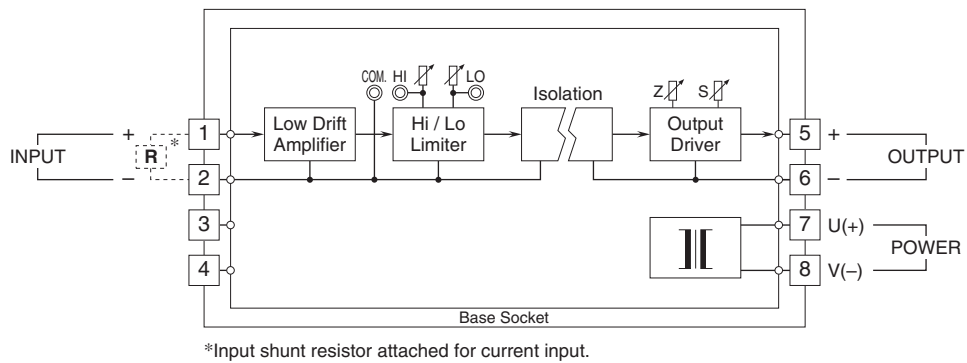 COM. HI LO
Isolation
Z S
Low Drift
Amplifier
Hi / Lo
Limiter
Output
Driver
INPUT
+
–
R
*
1
2
3
4
5
6
7
8
+
–
OUTPUT
U(+)
V(–)
POWER
Base Socket
*Input shunt resistor attached for current input.